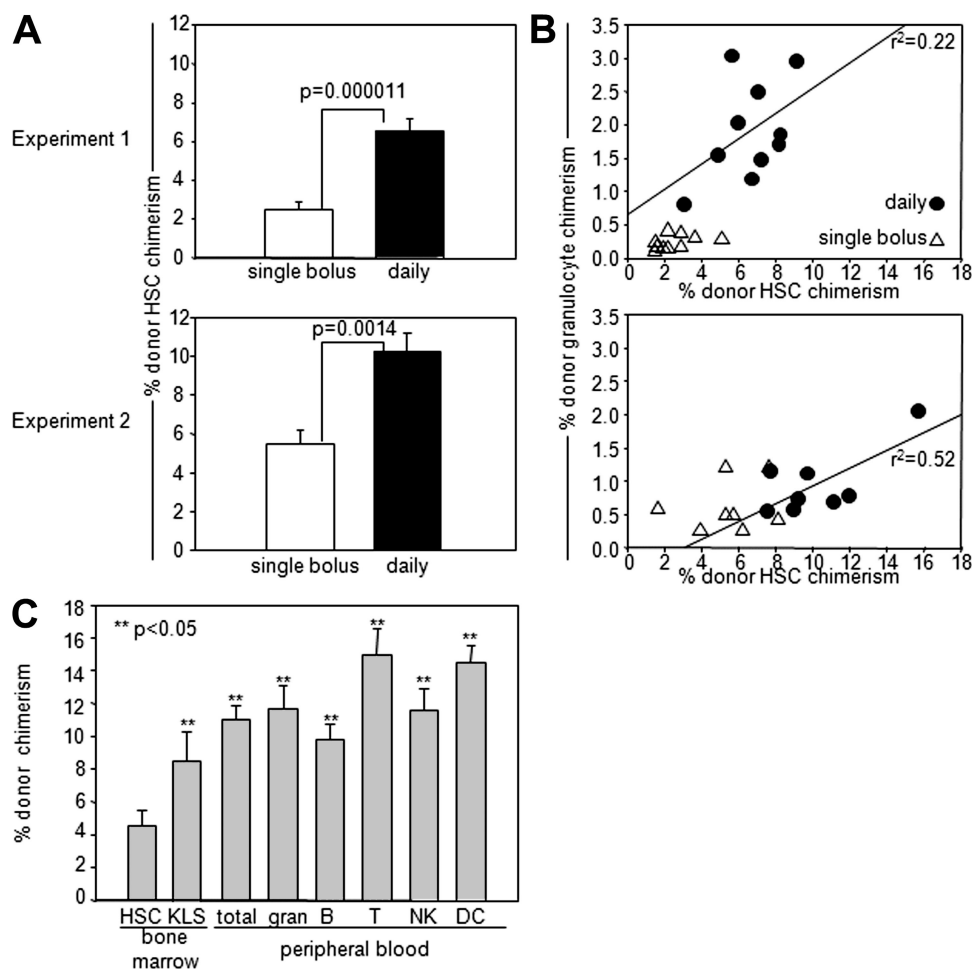 A
B
Experiment 1
% donor HSC chimerism
12
10
8
6
4
2
0
p=0.000011
single bolus daily
Experiment 2
12
10
8
6
4
2
0
p=0.0014
single bolus daily
% donor granulocyte chimerism
3.5
3.0
2.5
2.0
1.5
1.0
0.5
0.0
r²=0.22
daily
single bolus
0 2 4 6 8 10 12 14 16 18
% donor HSC chimerism
3.5
3.0
2.5
2.0
1.5
1.0
0.5
0.0
r²=0.52
0 2 4 6 8 10 12 14 16 18
% donor HSC chimerism
C
% donor chimerism
18
16
14
12
10
8
6
4
2
0
** p<0.05
** ** ** ** ** ** **
HSC KLS total gran B T NK DC
bone
marrow
peripheral blood